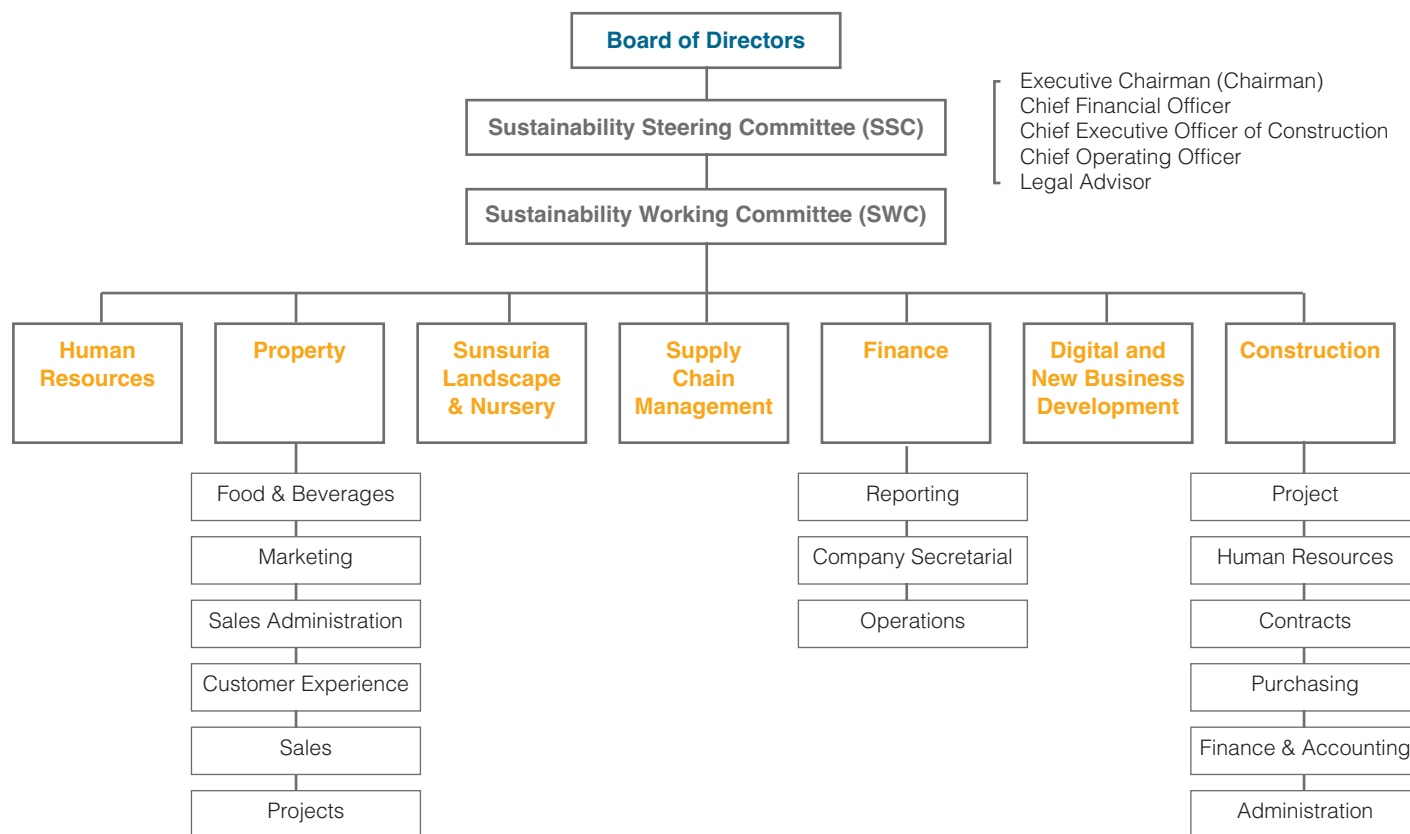 Board of Directors
Executive Chairman (Chairman)
Chief Financial Officer
Chief Executive Officer of Construction
Chief Operating Officer
Legal Advisor
Sustainability Steering Committee (SSC)
Sustainability Working Committee (SWC)
Human
Resources
Property
Sunsuria
Landscape
& Nursery
Supply
Chain
Management
Finance
Digital and
New Business
Development
Construction
Food & Beverages
Marketing
Sales Administration
Customer Experience
Sales
Projects
Reporting
Company Secretarial
Operations
Project
Human Resources
Contracts
Purchasing
Finance & Accounting
Administration